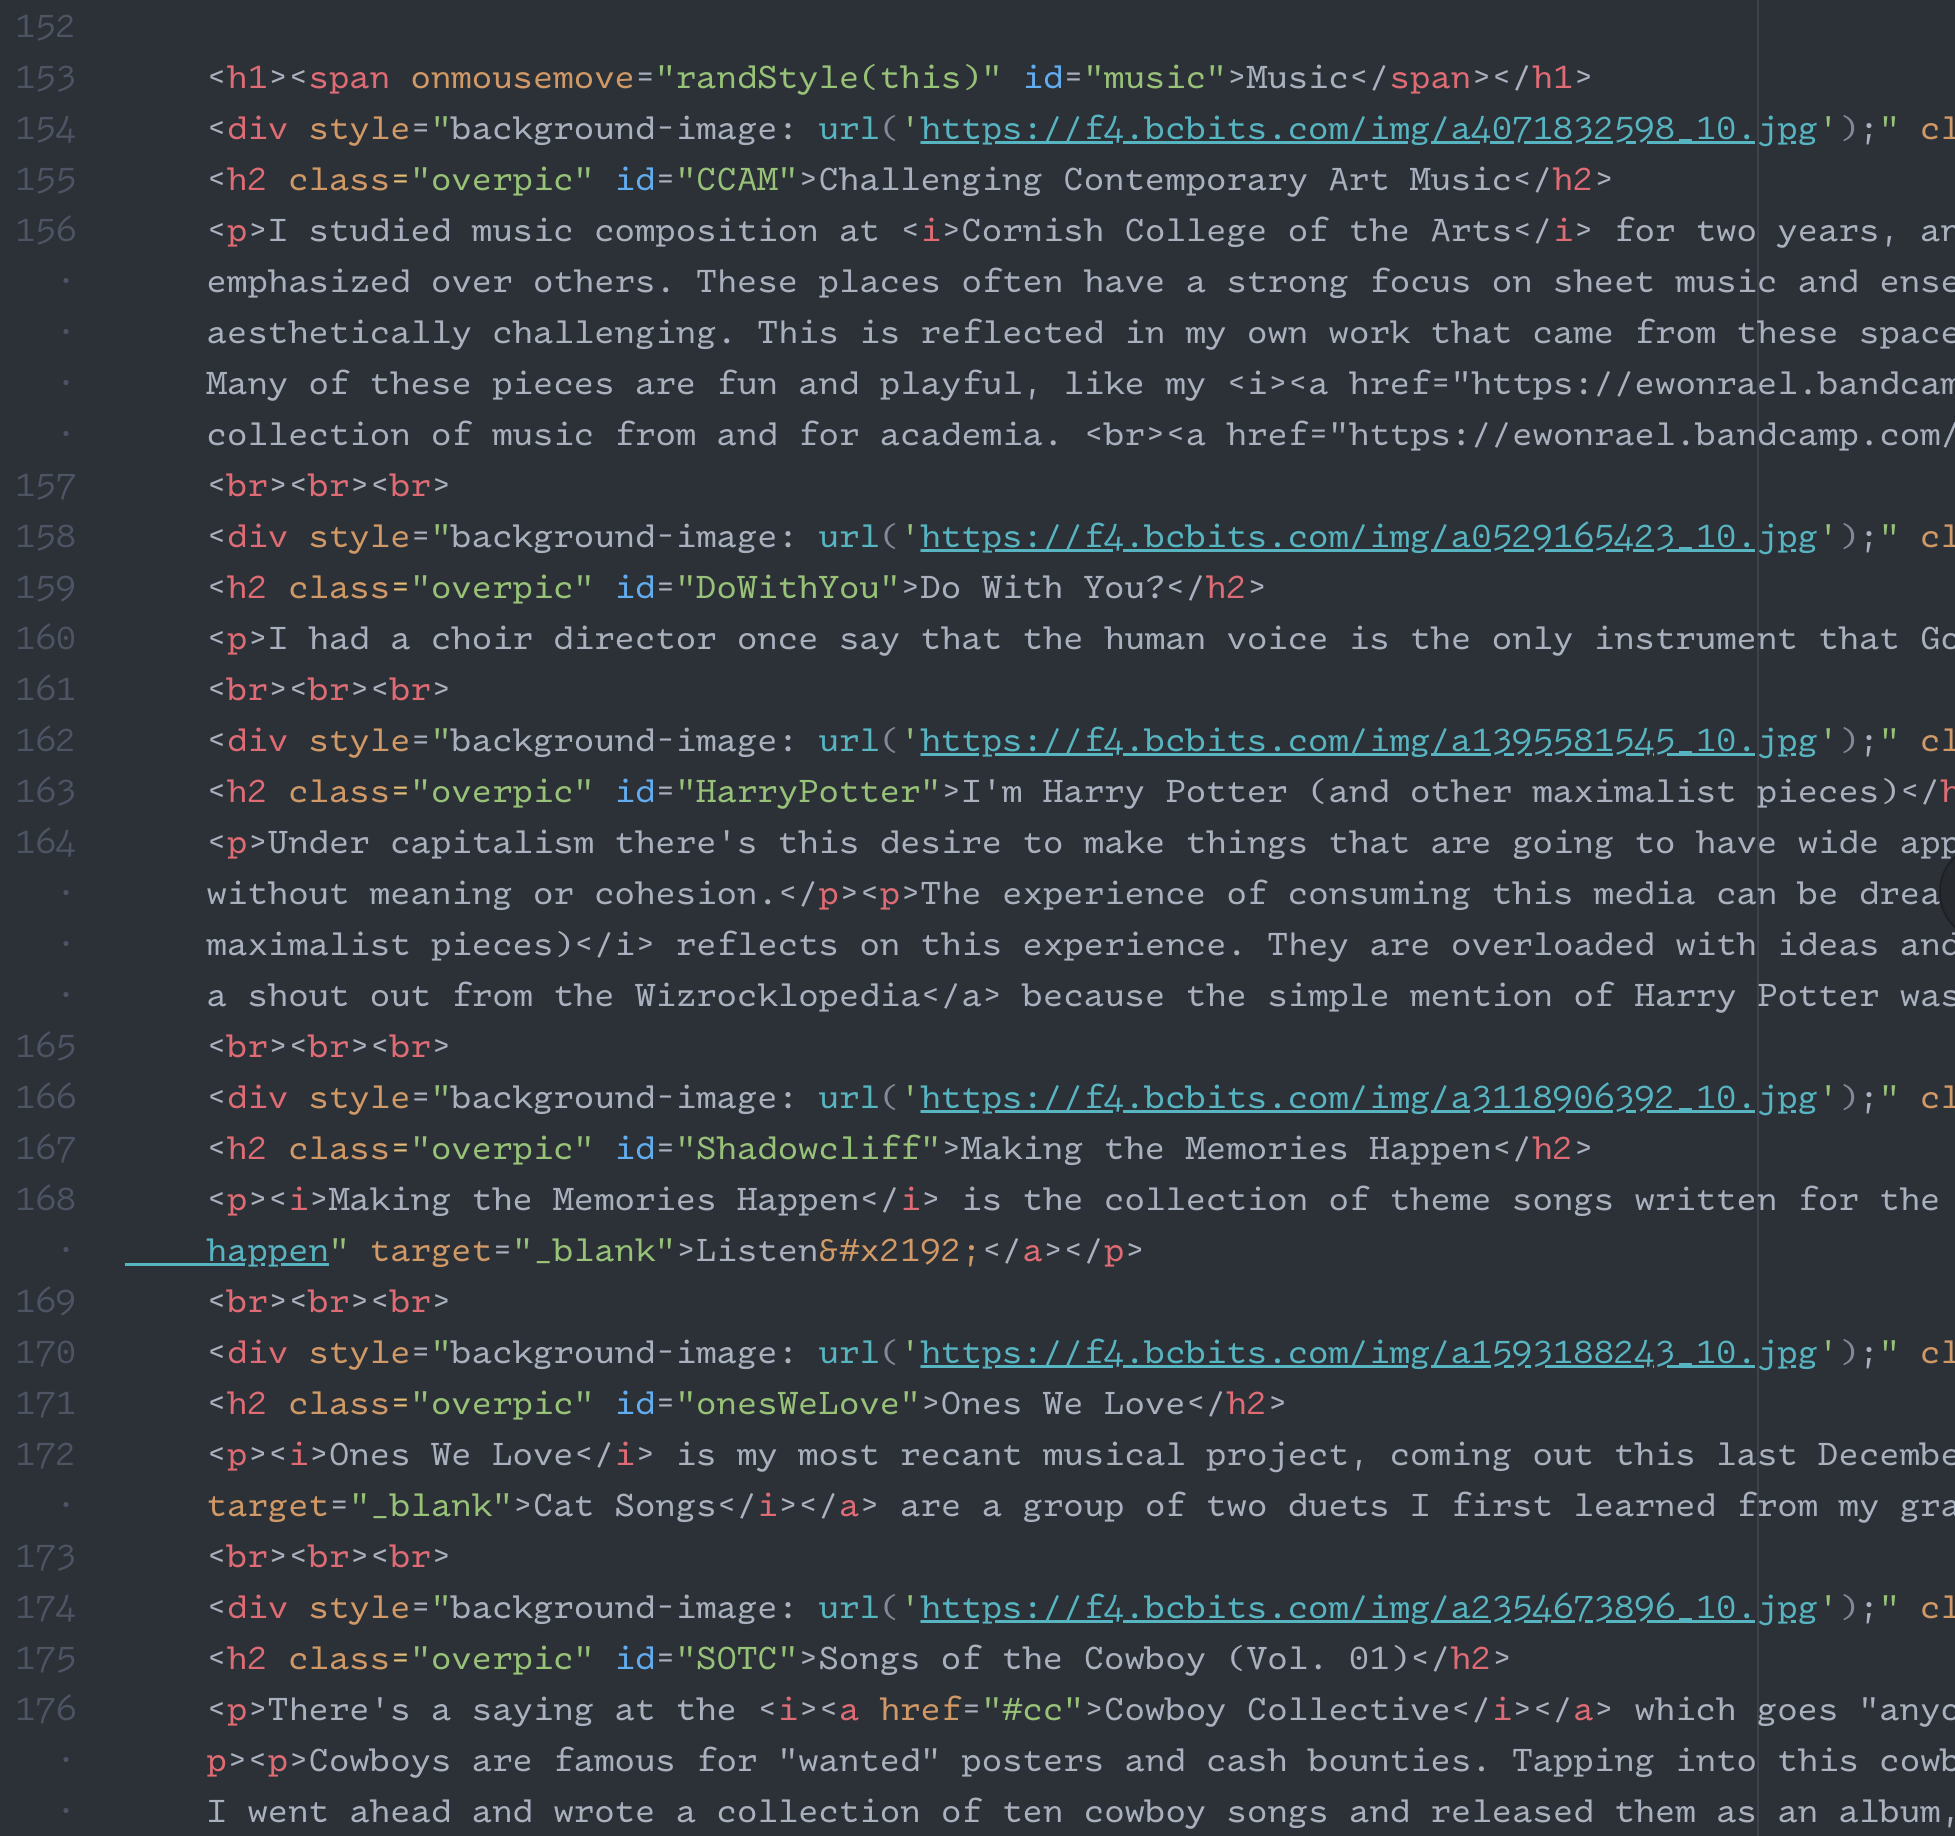 152
153 <h1><span onmousemove="randStyle(this)" id="music">Music</span></h1>
154 <div style="background-image: url('https://f4.bcbits.com/img/a4071832598_10.jpg');" cl
155 <h2 class="overpic" id="CCAM">Challenging Contemporary Art Music</h2>
156 <p>I studied music composition at <i>Cornish College of the Arts</i> for two years, an
· emphasized over others. These places often have a strong focus on sheet music and ense
· aesthetically challenging. This is reflected in my own work that came from these space
· Many of these pieces are fun and playful, like my <i><a href="https://ewonrael.bandcam
· collection of music from and for academia. <br><a href="https://ewonrael.bandcamp.com/
157 <br><br><br>
158 <div style="background-image: url('https://f4.bcbits.com/img/a0529165423_10.jpg');" cl
159 <h2 class="overpic" id="DoWithYou">Do With You?</h2>
160 <p>I had a choir director once say that the human voice is the only instrument that Go
161 <br><br><br>
162 <div style="background-image: url('https://f4.bcbits.com/img/a1395581545_10.jpg');" cl
163 <h2 class="overpic" id="HarryPotter">I'm Harry Potter (and other maximalist pieces)</h
164 <p>Under capitalism there's this desire to make things that are going to have wide app
· without meaning or cohesion.</p><p>The experience of consuming this media can be drea
· maximalist pieces)</i> reflects on this experience. They are overloaded with ideas and
· a shout out from the Wizrocklopedia</a> because the simple mention of Harry Potter was
165 <br><br><br>
166 <div style="background-image: url('https://f4.bcbits.com/img/a3118906392_10.jpg');" cl
167 <h2 class="overpic" id="Shadowcliff">Making the Memories Happen</h2>
168 <p><i>Making the Memories Happen</i> is the collection of theme songs written for the
· happen" target="_blank">Listen&#x2192;</a></p>
169 <br><br><br>
170 <div style="background-image: url('https://f4.bcbits.com/img/a1593188243_10.jpg');" cl
171 <h2 class="overpic" id="onesWeLove">Ones We Love</h2>
172 <p><i>Ones We Love</i> is my most recant musical project, coming out this last Decembe
· target="_blank">Cat Songs</i></a> are a group of two duets I first learned from my gra
173 <br><br><br>
174 <div style="background-image: url('https://f4.bcbits.com/img/a2354673896_10.jpg');" cl
175 <h2 class="overpic" id="SOTC">Songs of the Cowboy (Vol. 01)</h2>
176 <p>There's a saying at the <i><a href="#cc">Cowboy Collective</i></a> which goes "anyo
· p><p>Cowboys are famous for "wanted" posters and cash bounties. Tapping into this cowb
· I went ahead and wrote a collection of ten cowboy songs and released them as an album,